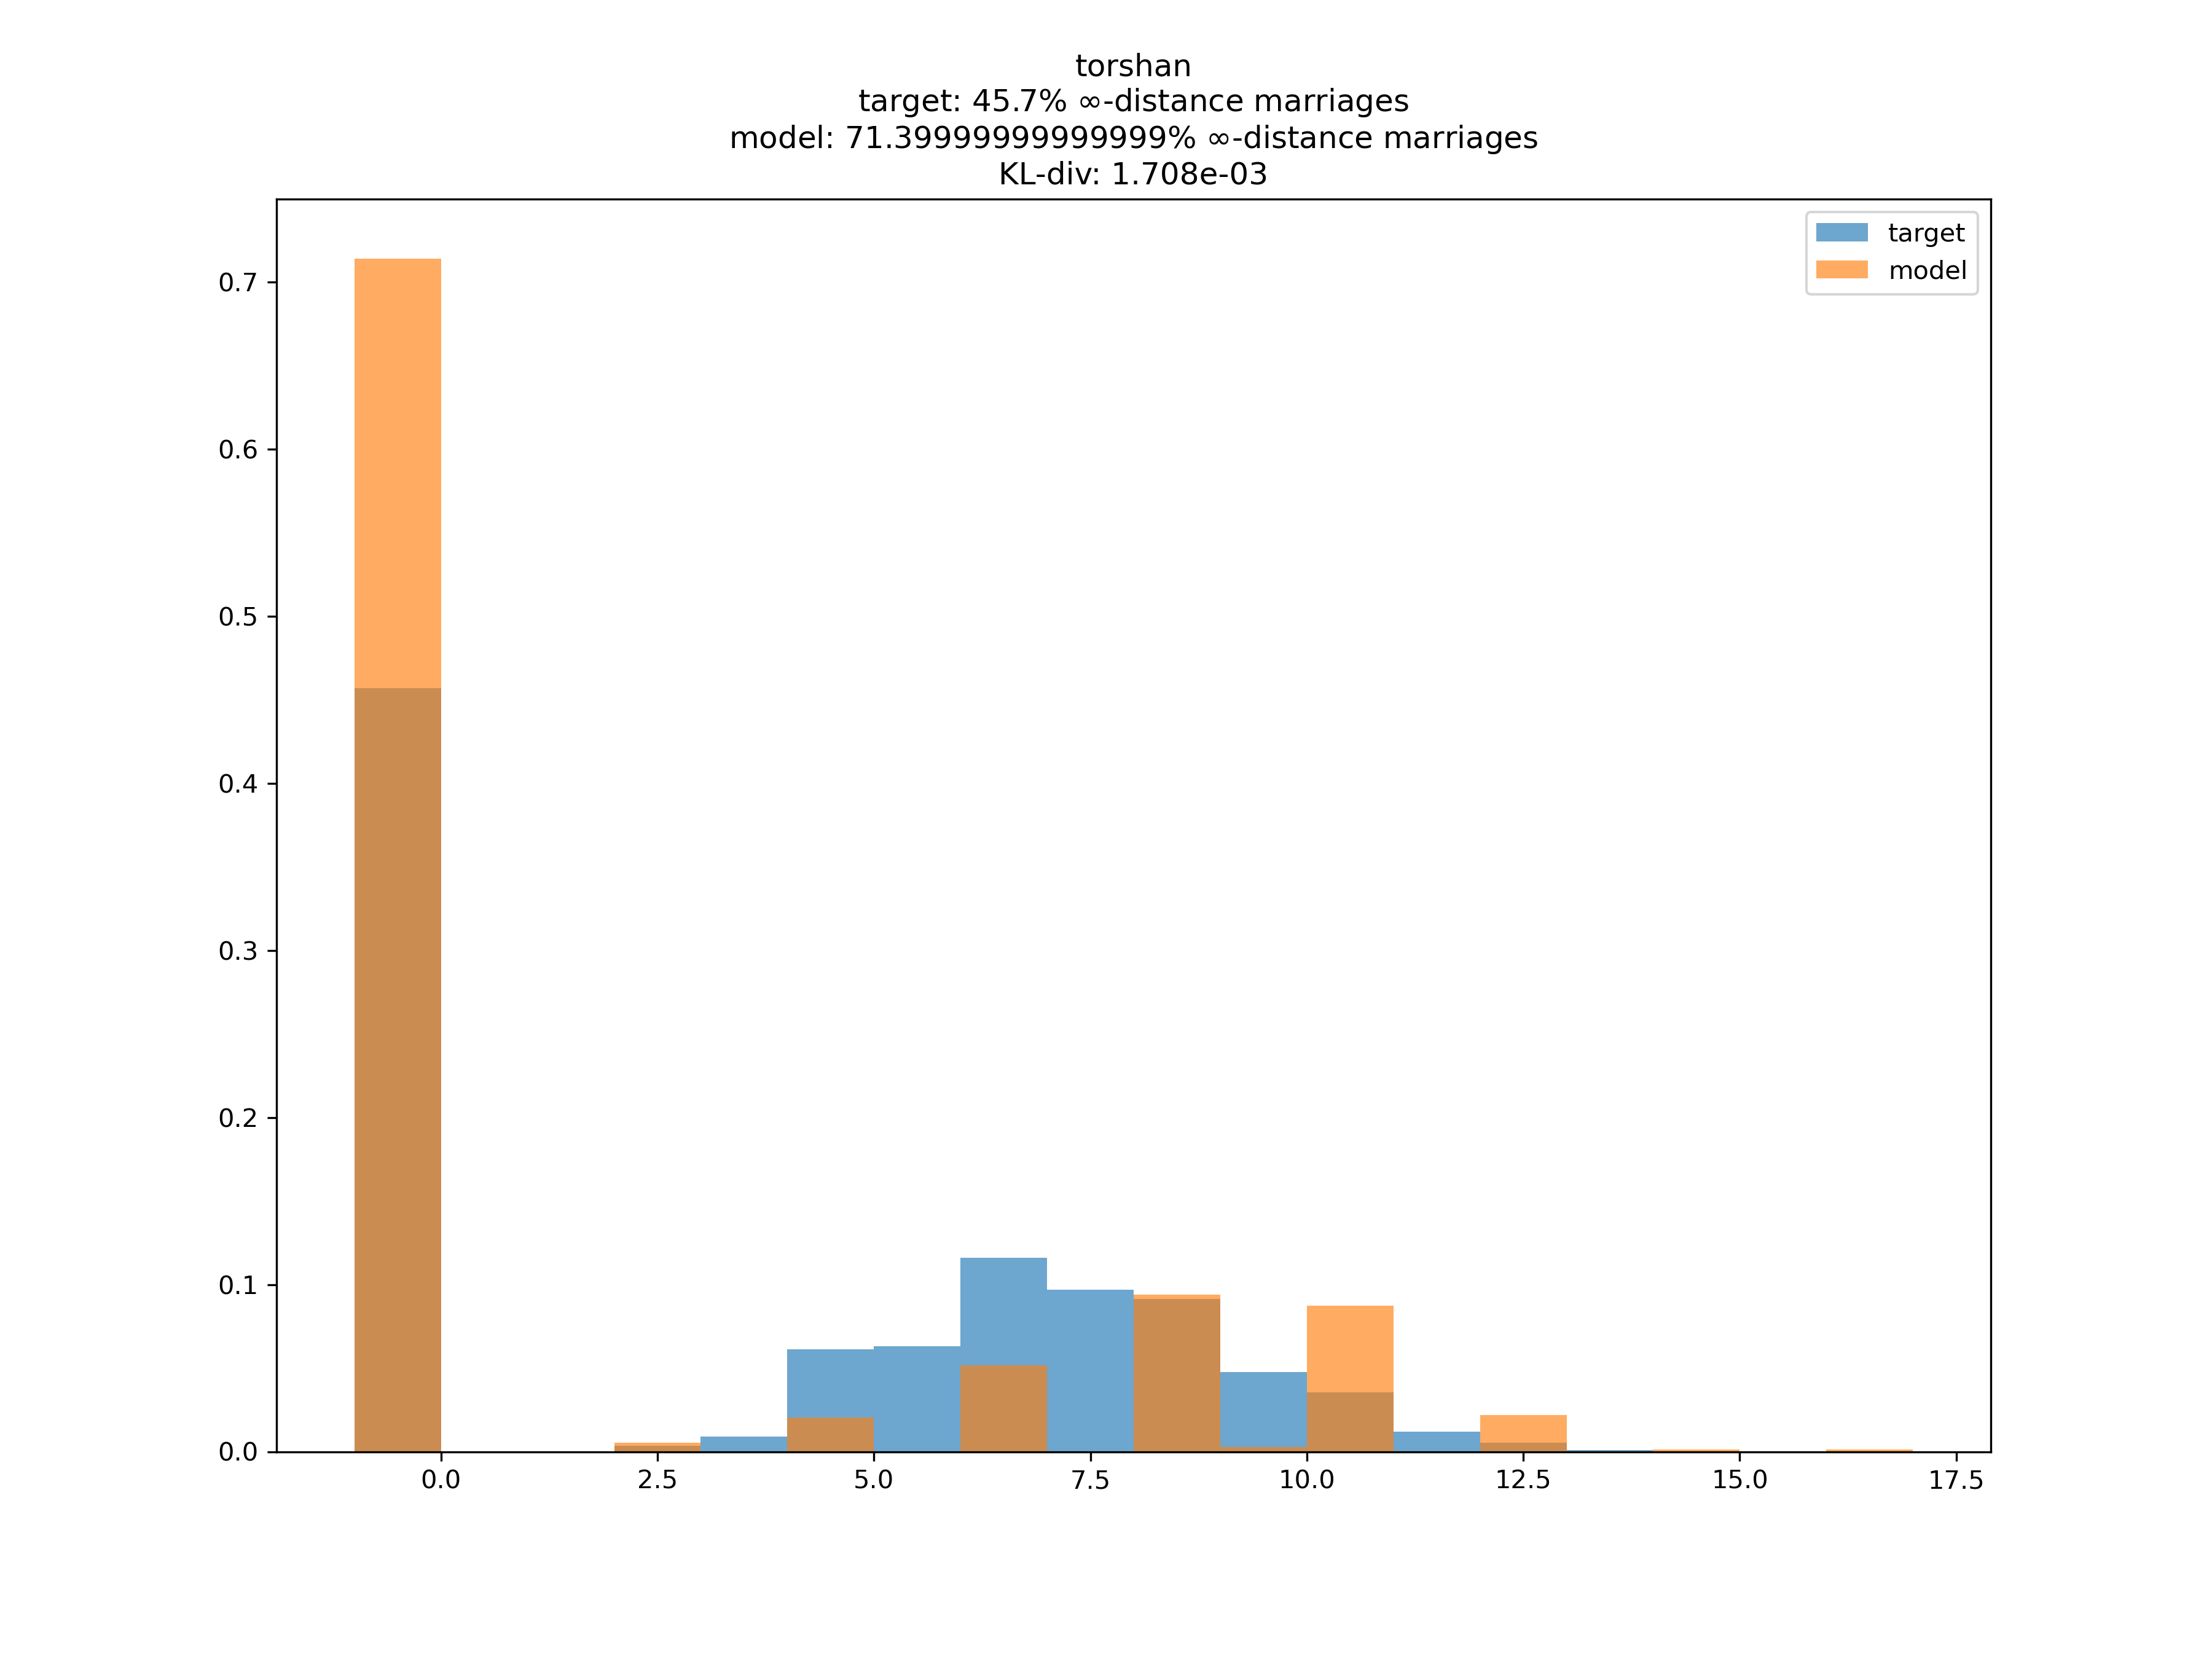 torshan
target: 45.7% ∞-distance marriages
model: 71.39999999999999% ∞-distance marriages
KL-div: 1.708e-03
target
model
0.7
0.6
0.5
0.4
0.3
0.2
0.1
0.0
0.0 2.5 5.0 7.5 10.0 12.5 15.0 17.5